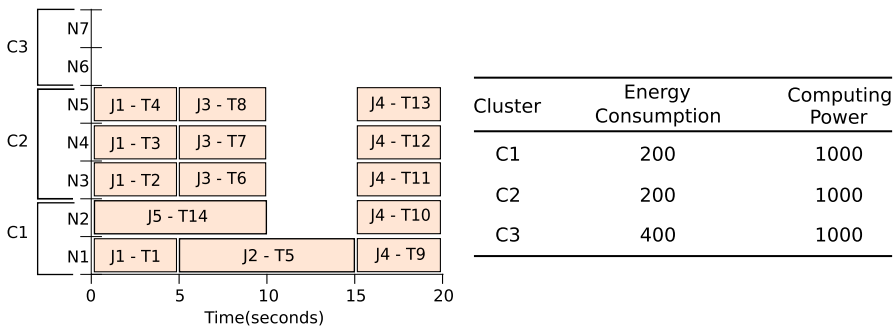 C3
N7
N6
C2
N5
J1 - T4
J3 - T8
J4 - T13
N4
J1 - T3
J3 - T7
J4 - T12
N3
J1 - T2
J3 - T6
J4 - T11
C1
N2
J5 - T14
J4 - T10
N1
J1 - T1
J2 - T5
J4 - T9
0 5 10 15 20
Time(seconds)
Cluster Energy Consumption Computing Power
C1 200 1000
C2 200 1000
C3 400 1000